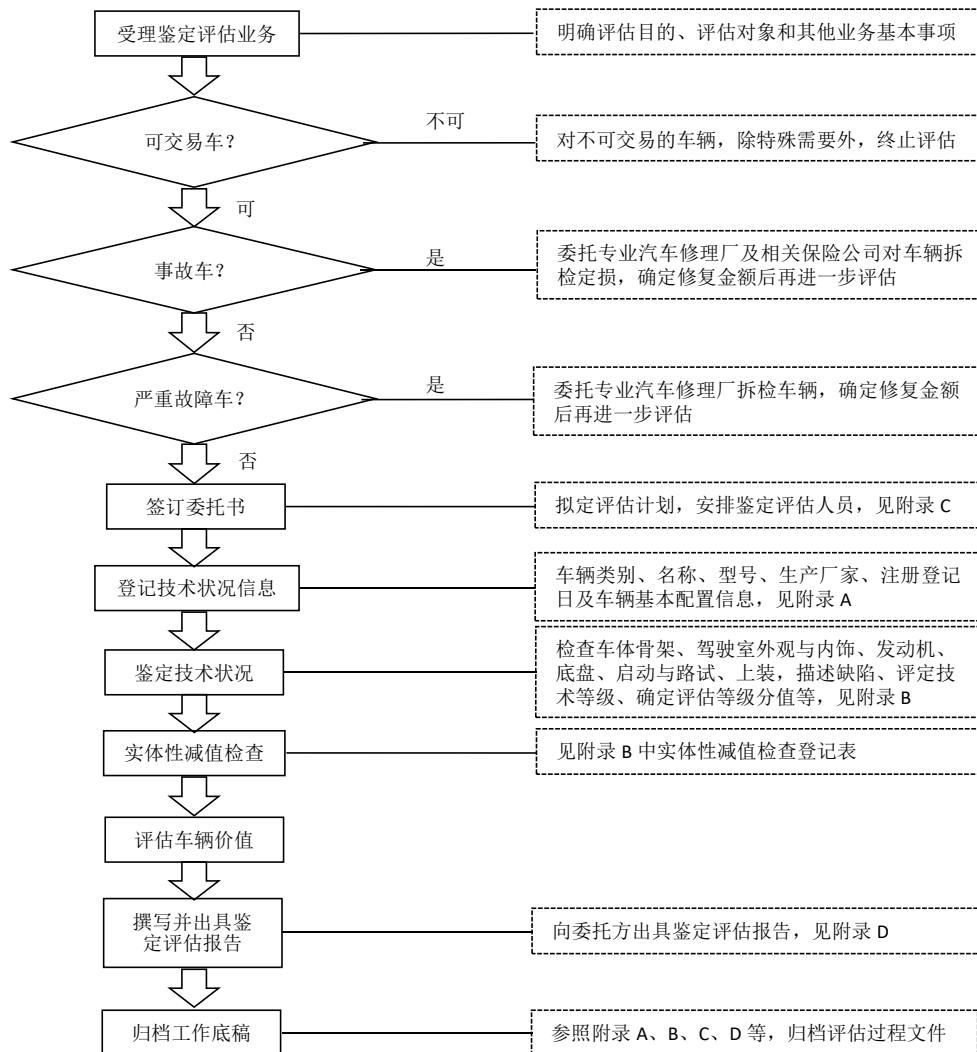 受理鉴定评估业务
明确评估目的、评估对象和其他业务基本事项
可交易车？
不可
对不可交易的车辆，除特殊需要外，终止评估
可
事故车？
是
委托专业汽车修理厂及相关保险公司对车辆拆
检定损，确定修复金额后再进一步评估
否
严重故障车？
是
委托专业汽车修理厂拆检车辆，确定修复金额
后再进一步评估
否
签订委托书
拟定评估计划，安排鉴定评估人员，见附录 C
登记技术状况信息
车辆类别、名称、型号、生产厂家、注册登记
日及车辆基本配置信息，见附录 A
鉴定技术状况
检查车体骨架、驾驶室外观与内饰、发动机、
底盘、启动与路试、上装，描述缺陷、评定技
术等级、确定评估等级分值等，见附录 B
实体性减值检查
见附录 B 中实体性减值检查登记表
评估车辆价值
撰写并出具鉴
定评估报告
向委托方出具鉴定评估报告，见附录 D
归档工作底稿
参照附录 A、B、C、D 等，归档评估过程文件